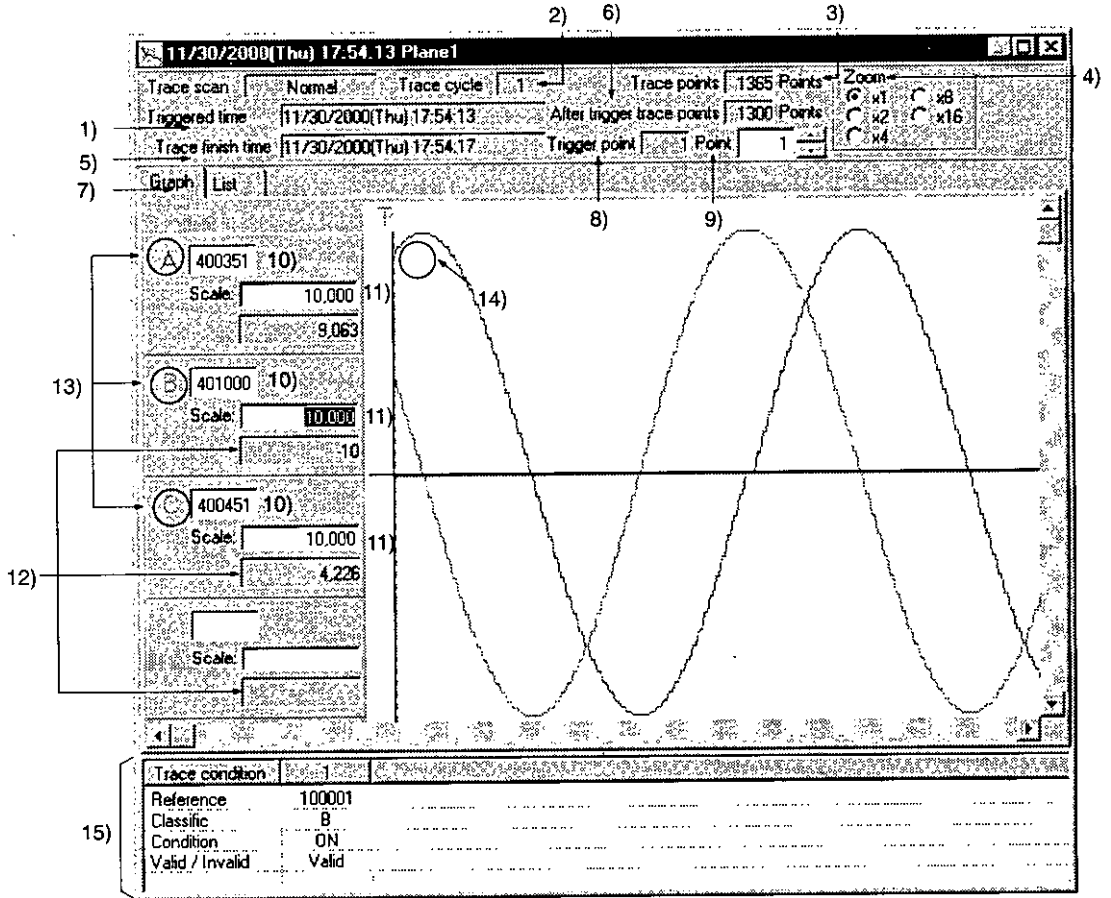 2) 6) 3)
11/30/2000(Thu) 17:54.13 Plane1
Trace scan Normal Trace cycle 1 Trace points 1365 Points Zoom 4)
x1 x8
1) Triggered time 11/30/2000(Thu) 17:54:13 After trigger trace points 1300 Points x2 x16
x4
5) Trace finish time 11/30/2000(Thu) 17:54:17 Trigger point 1 Point 1
7) Graph List 8) 9)
A 400351 10)
Scale: 10,000 11) 14)
9,063
13) B 401000 10)
Scale: 10,000 11)
-10
C 400451 10)
Scale: 10,000 11)
12) 4,226
Scale:
Trace condition 1
Reference 100001
Classific B
15) Condition ON
Valid / Invalid Valid